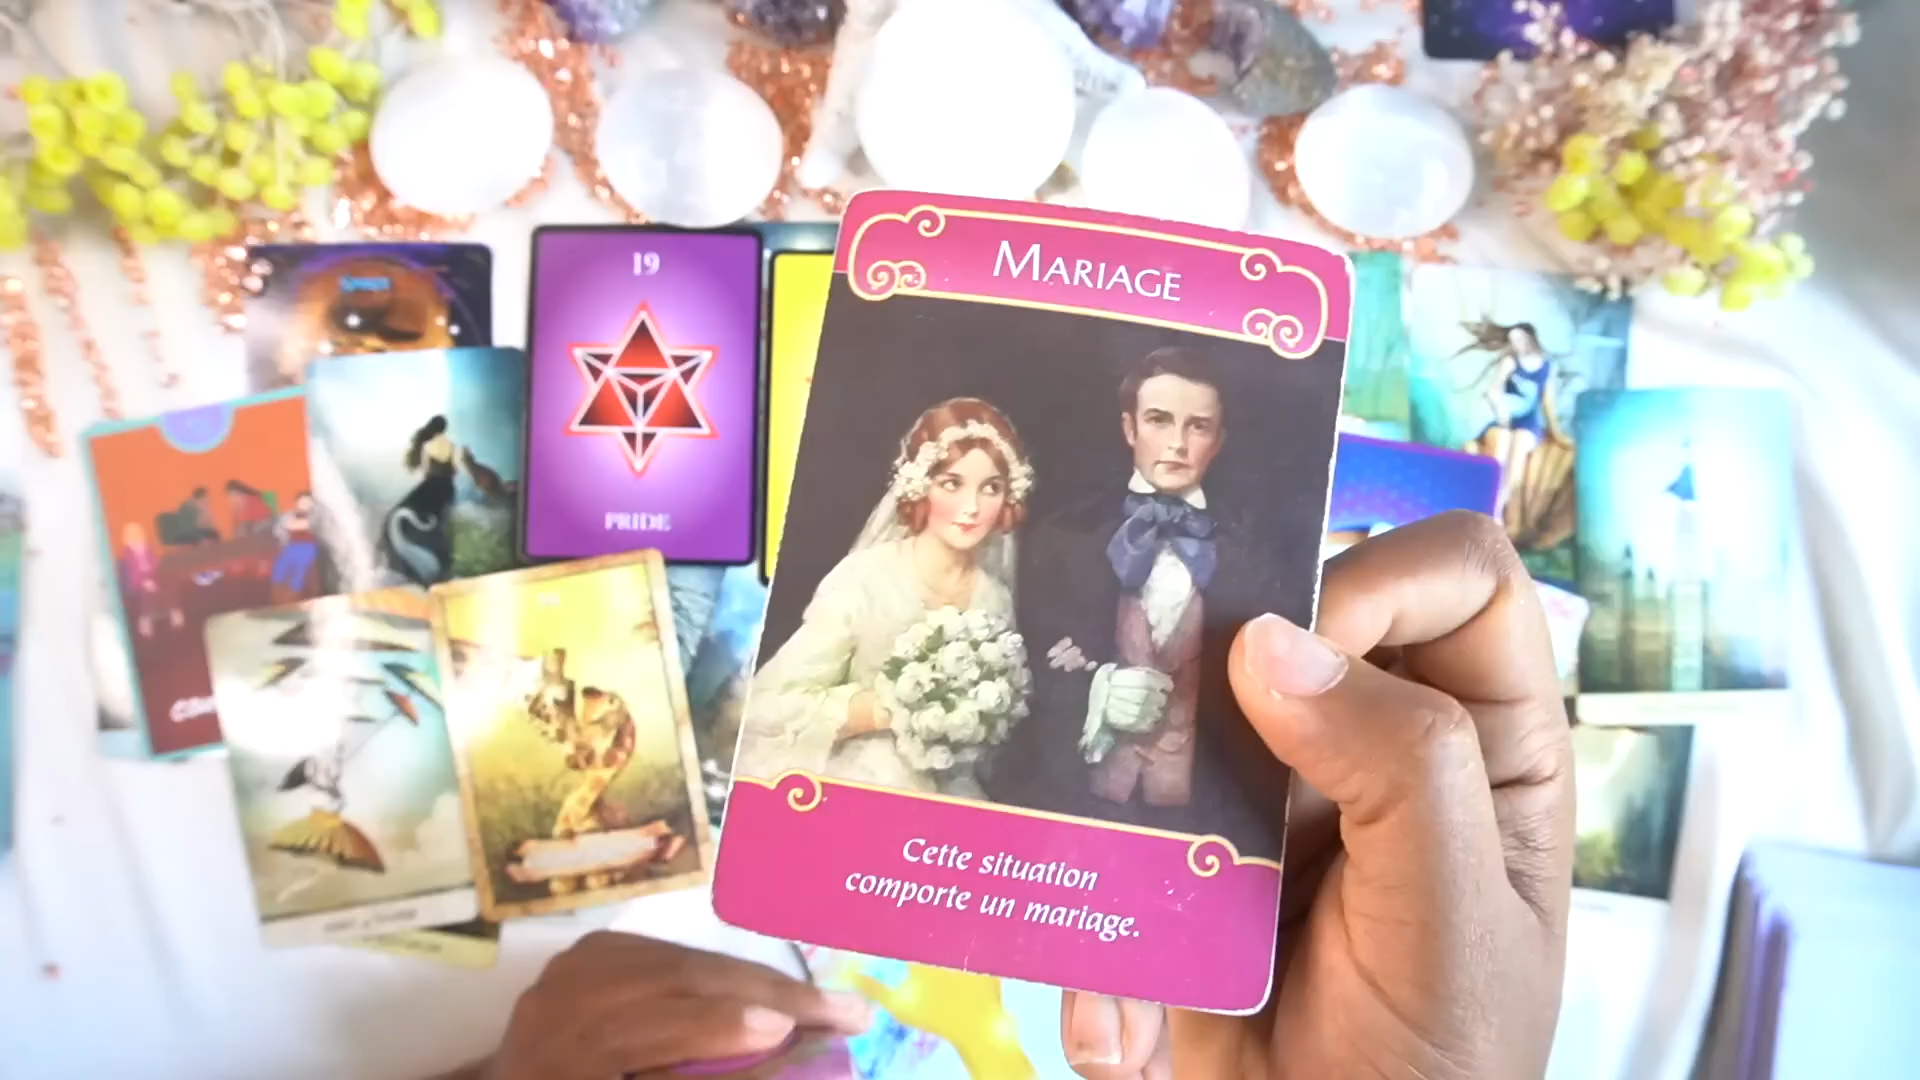 19
PRIDE
MARIAGE
Cette situation
comporte un mariage.